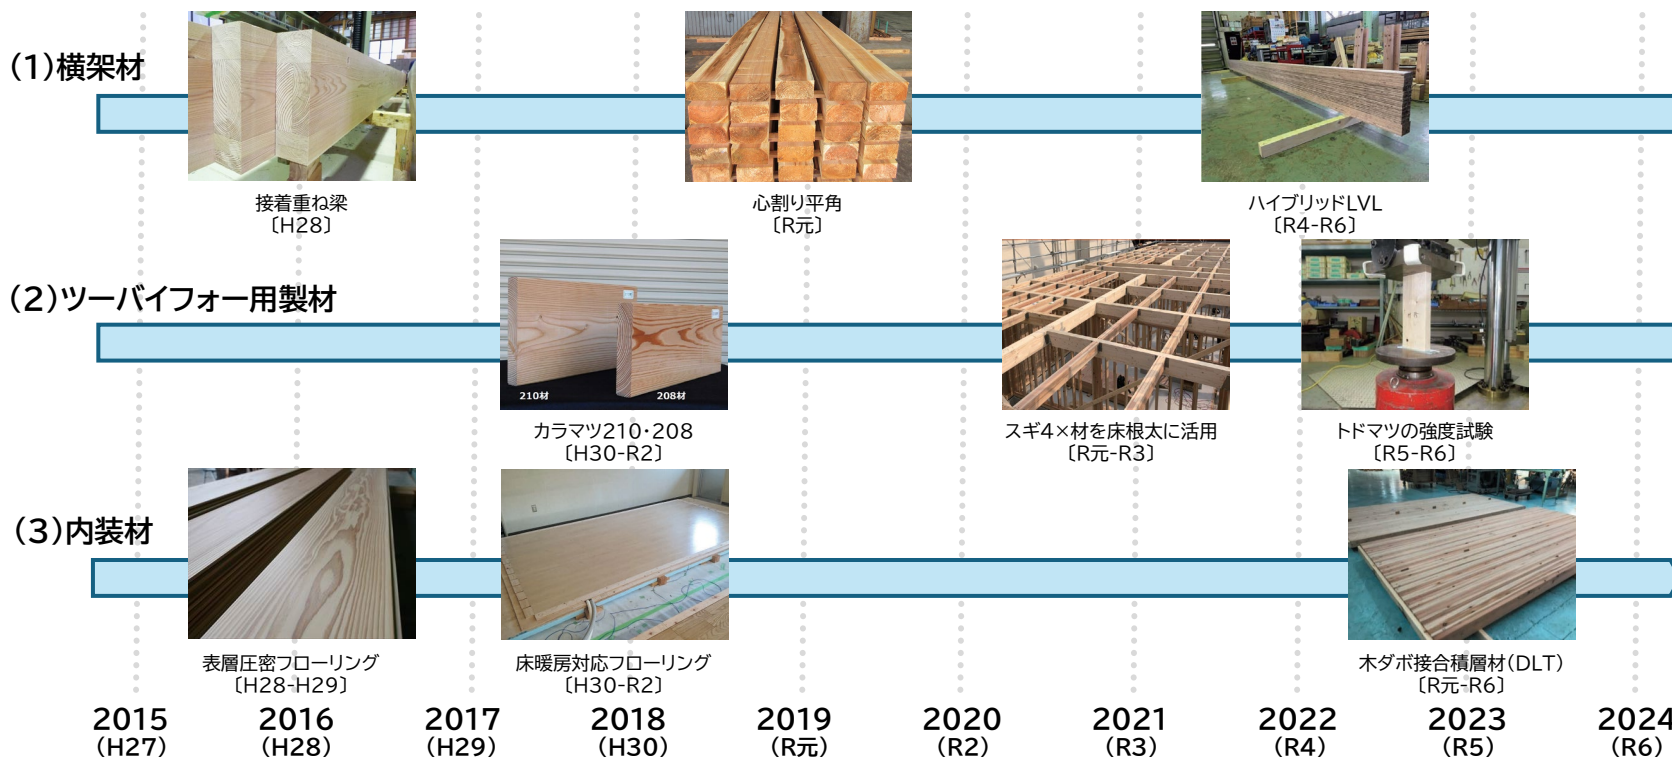 (1)横架材
接着重ね梁
〔H28〕
心割り平角
〔R元〕
ハイブリッドLVL
〔R4-R6〕
(2)ツーバイフォー用製材
210材
208材
カラマツ210・208
〔H30-R2〕
スギ4×材を床根太に活用
〔R元-R3〕
トドマツの強度試験
〔R5-R6〕
(3)内装材
表層圧密フローリング
〔H28-H29〕
床暖房対応フローリング
〔H30-R2〕
木ダボ接合積層材(DLT)
〔R元-R6〕
2015 2016 2017 2018 2019 2020 2021 2022 2023 2024
(H27) (H28) (H29) (H30) (R元) (R2) (R3) (R4) (R5) (R6)